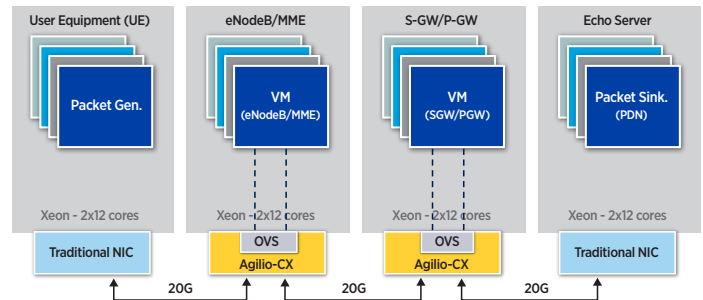 User Equipment (UE)
eNodeB/MME
S-GW/P-GW
Echo Server
Packet Gen.
VM
(eNodeB/MME)
VM
(SGW/PGW)
Packet Sink.
(PDN)
Xeon - 2x12 cores
Xeon - 2x12 cores
Xeon - 2x12 cores
Xeon - 2x12 cores
Traditional NIC
OVS
Agilio-CX
OVS
Agilio-CX
Traditional NIC
20G
20G
20G